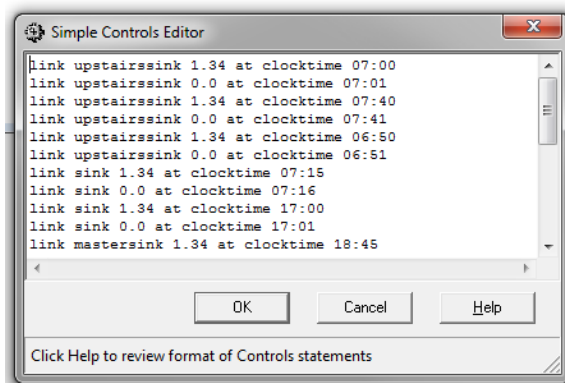 Simple Controls Editor
link upstairssink 1.34 at clocktime 07:00
link upstairssink 0.0 at clocktime 07:01
link upstairssink 1.34 at clocktime 07:40
link upstairssink 0.0 at clocktime 07:41
link upstairssink 1.34 at clocktime 06:50
link upstairssink 0.0 at clocktime 06:51
link sink 1.34 at clocktime 07:15
link sink 0.0 at clocktime 07:16
link sink 1.34 at clocktime 17:00
link sink 0.0 at clocktime 17:01
link mastersink 1.34 at clocktime 18:45
OK Cancel Help
Click Help to review format of Controls statements